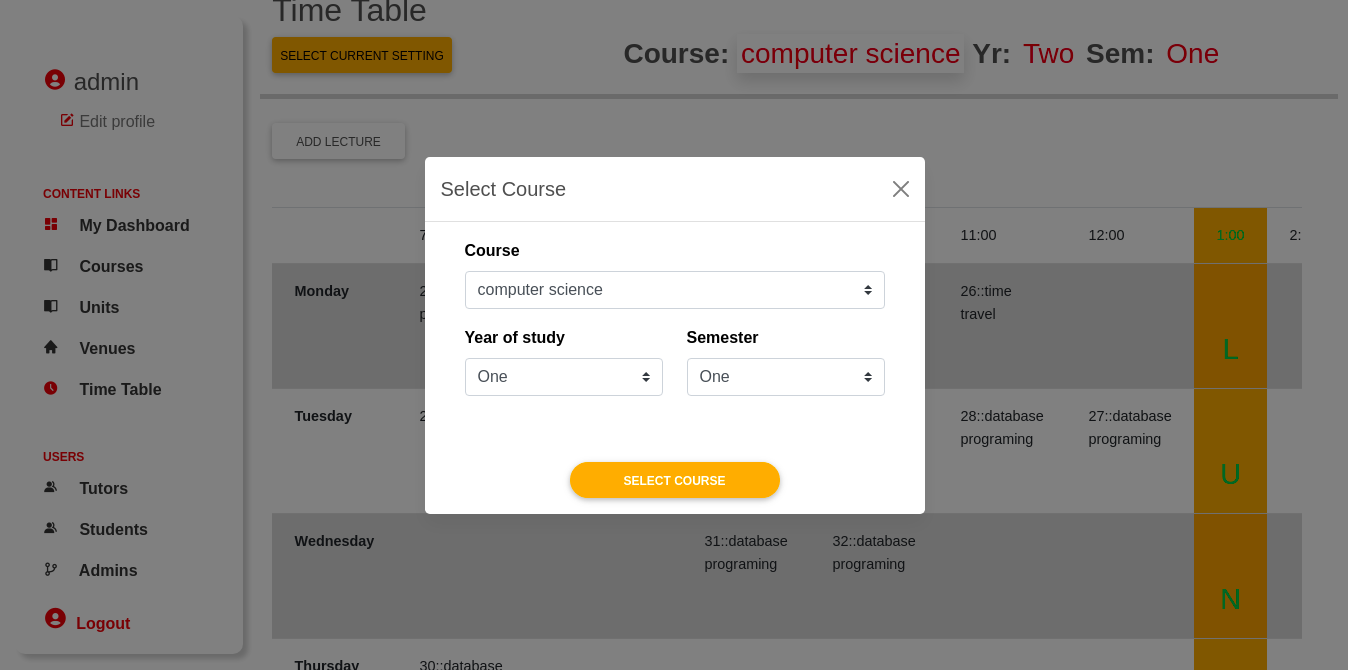 Time Table
SELECT CURRENT SETTING
Course: computer science Yr: Two Sem: One
admin
Edit profile
ADD LECTURE
CONTENT LINKS
My Dashboard
Courses
Units
Venues
Time Table
USERS
Tutors
Students
Admins
Logout
Select Course
Course
computer science
Year of study
Semester
One
One
SELECT COURSE
11:00
12:00
1:00
2:
Monday
26::time
travel
L
Tuesday
28::database
programing
27::database
programing
U
Wednesday
31::database
programing
32::database
programing
N
Thursday
30::database